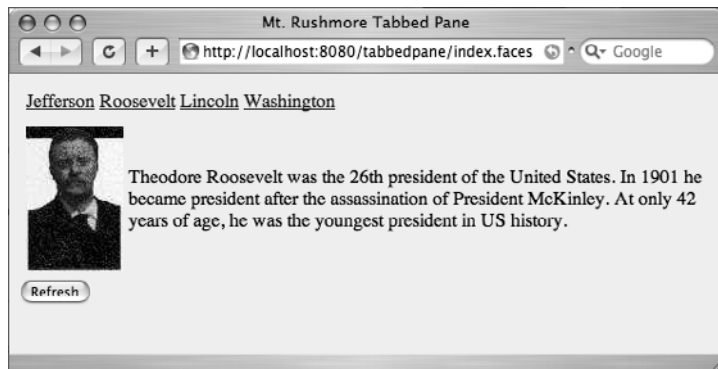 Mt. Rushmore Tabbed Pane
http://localhost:8080/tabbedpane/index.faces
Google
Jefferson Roosevelt Lincoln Washington
Theodore Roosevelt was the 26th president of the United States. In 1901 he
became president after the assassination of President McKinley. At only 42
years of age, he was the youngest president in US history.
Refresh